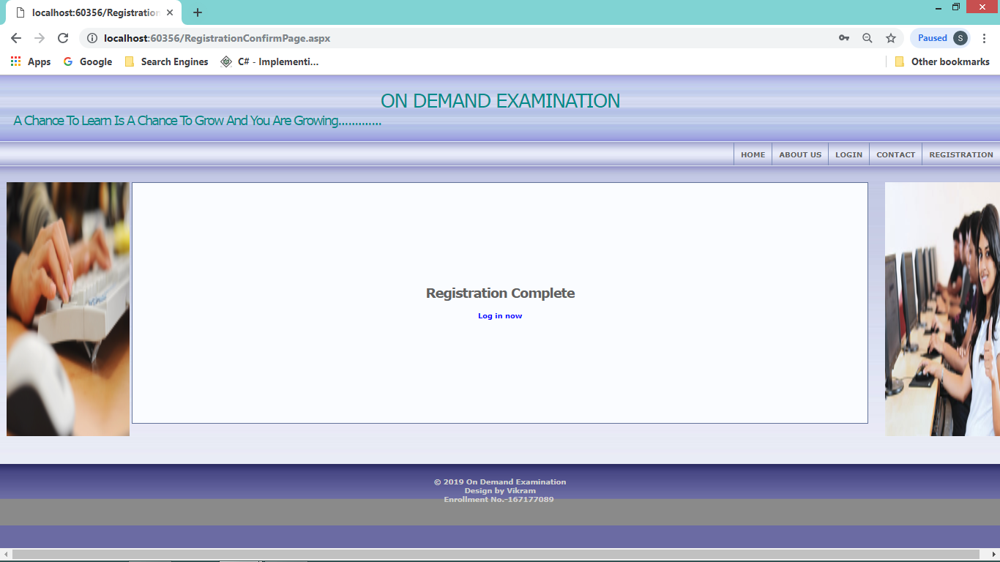 localhost:60356/Registration
localhost:60356/RegistrationConfirmPage.aspx
Paused
S
Apps
Google
Search Engines
C# - Implementi...
Other bookmarks
ON DEMAND EXAMINATION
A Chance To Learn Is A Chance To Grow And You Are Growing.............
HOME
ABOUT US
LOGIN
CONTACT
REGISTRATION
Registration Complete
Log in now
© 2019 On Demand Examination
Design by Vikram
Enrollment No.-167177089